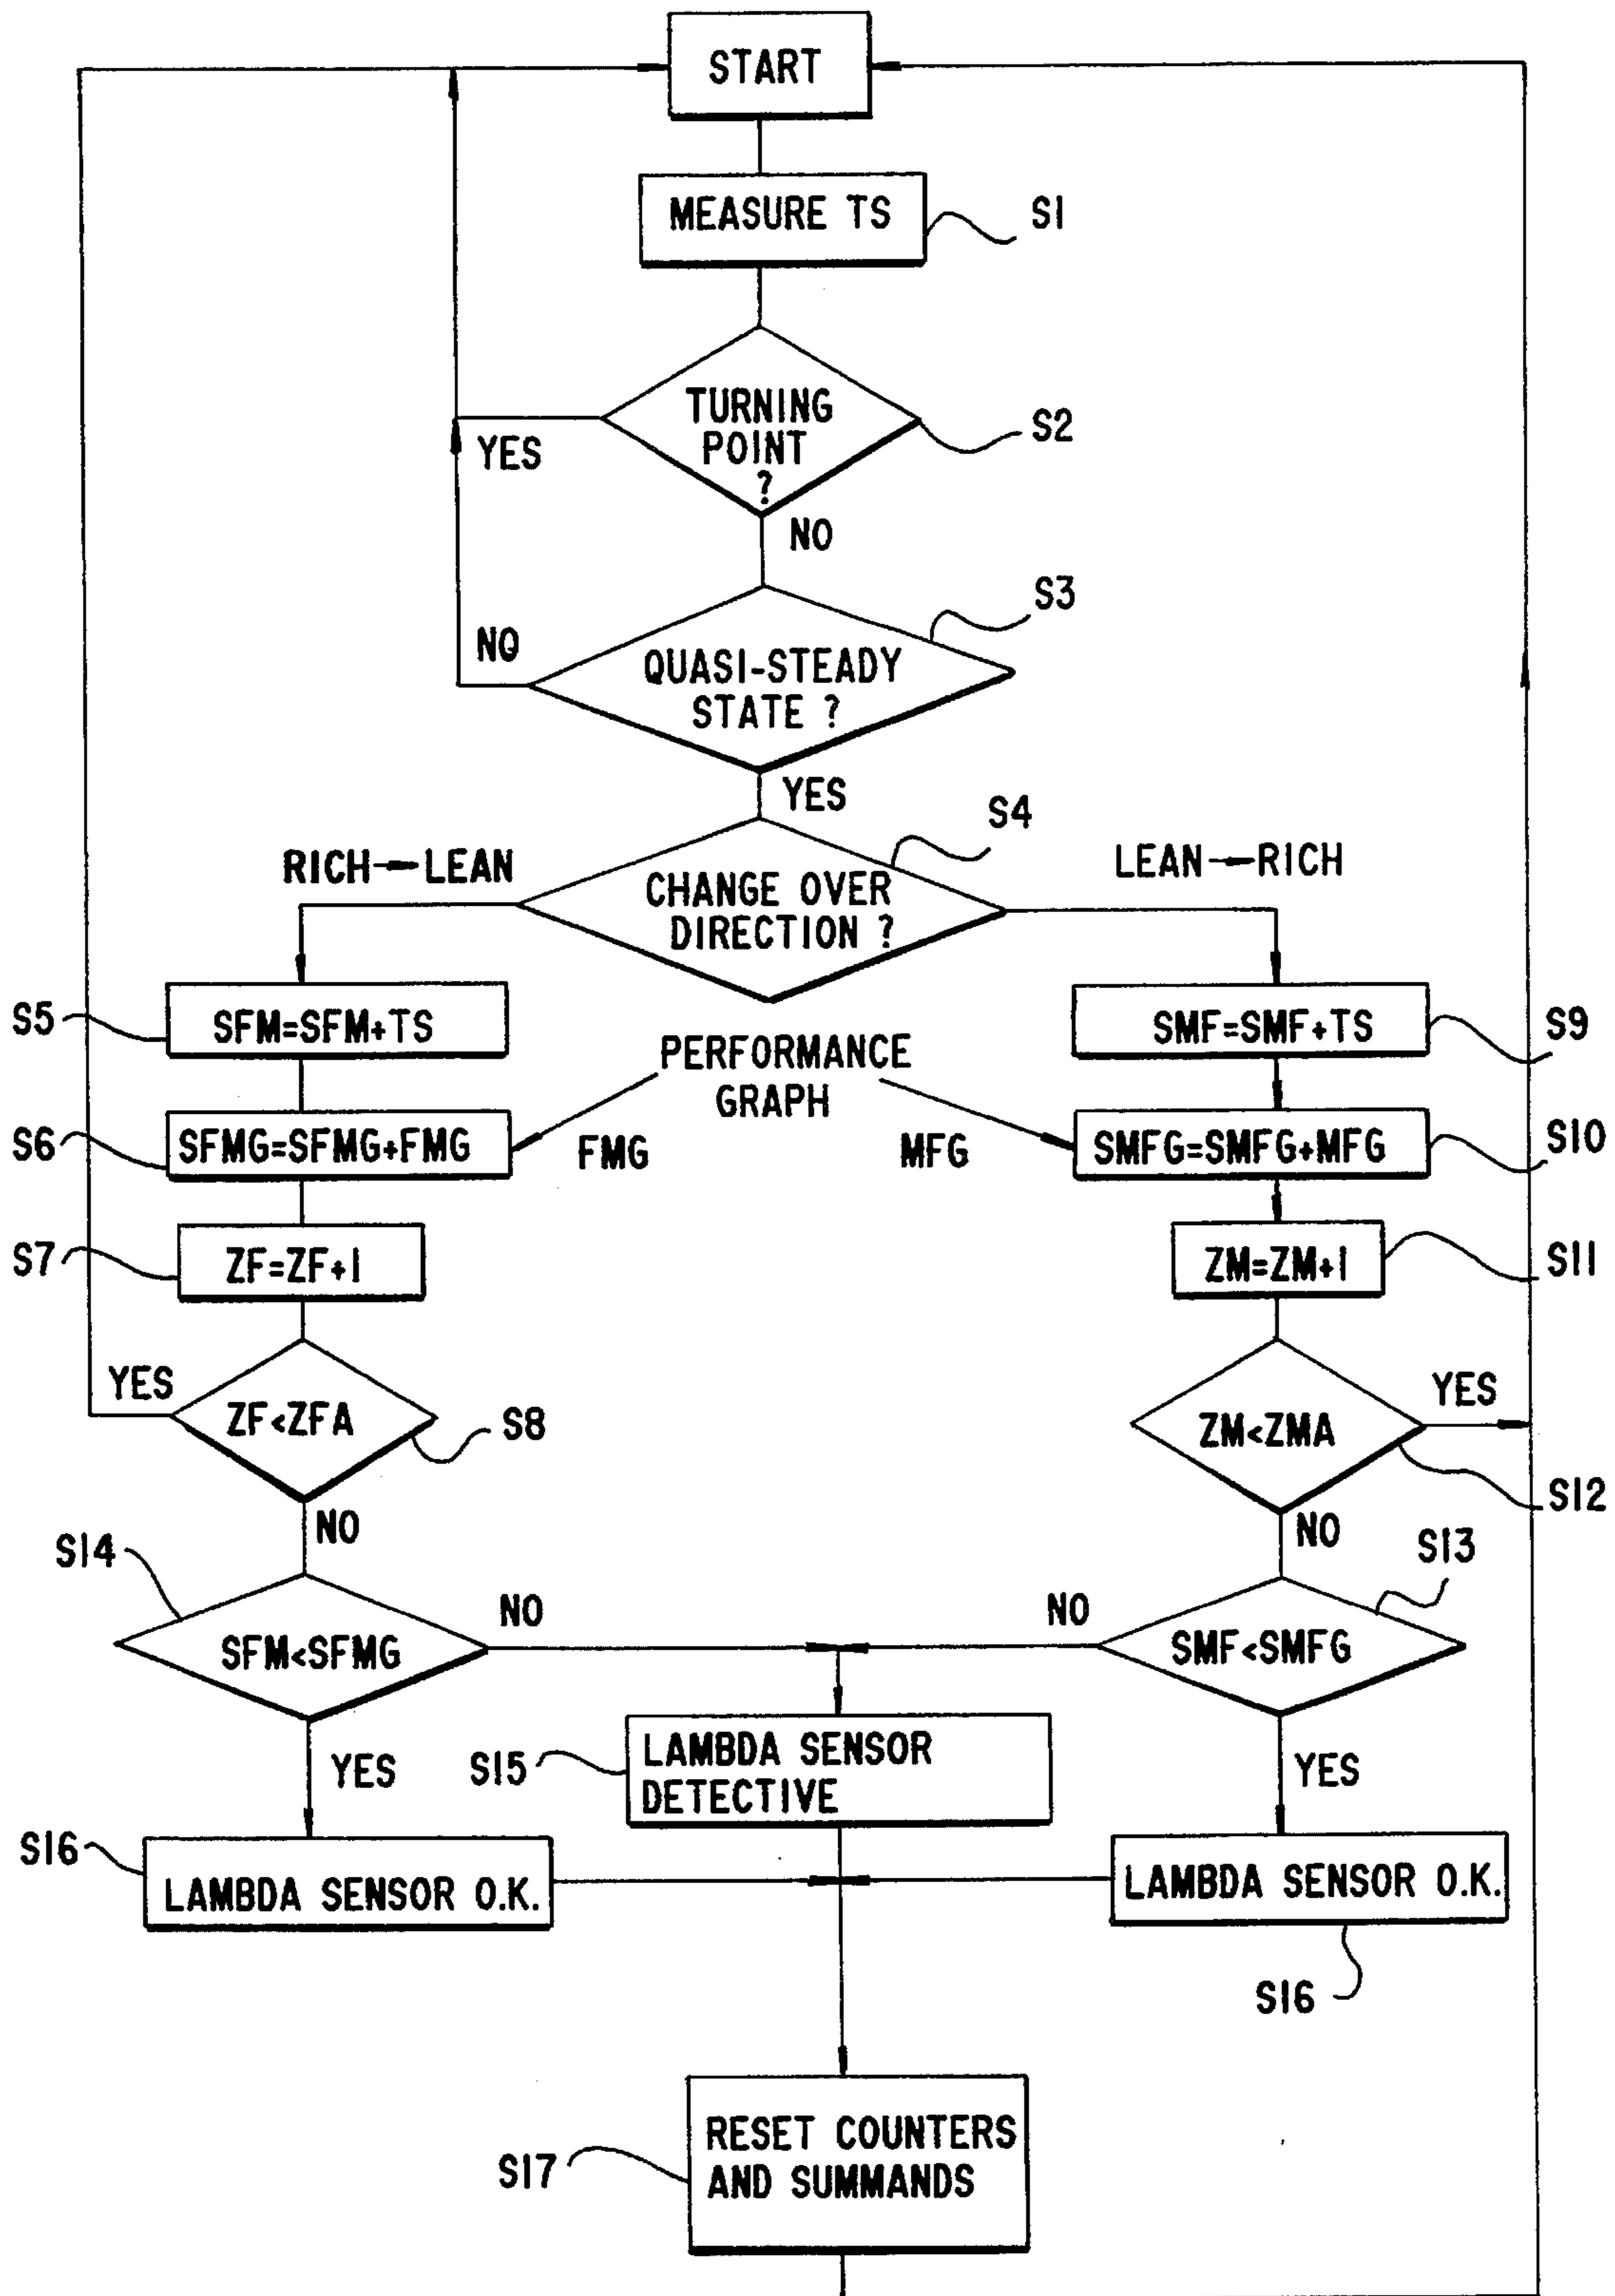 START
MEASURE TS
S1
TURNING
POINT
?
S2
YES
NO
S3
NO
QUASI-STEADY
STATE ?
YES
S4
RICH→LEAN
LEAN→RICH
CHANGE OVER
DIRECTION ?
S5
SFM=SFM+TS
SMF=SMF+TS
S9
PERFORMANCE
GRAPH
S6
SFMG=SFMG+FMG
FMG
MFG
SMFG=SMFG+MFG
S10
S7
ZF=ZF+1
ZM=ZM+1
S11
YES
ZF<ZFA
S8
ZM<ZMA
YES
S12
NO
NO
S14
S13
SFM<SFMG
NO
NO
SMF<SMFG
YES
S15
LAMBDA SENSOR
DETECTIVE
YES
S16
LAMBDA SENSOR O.K.
LAMBDA SENSOR O.K.
S16
S17
RESET COUNTERS
AND SUMMANDS